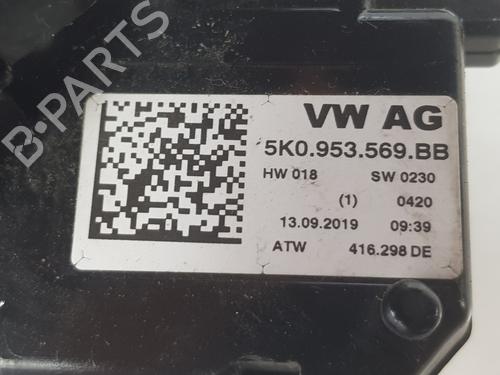 VW AG
5K0.953.569.BB
HW 018 SW 0230
(1) 0420
13.09.2019 09:39
ATW 416.298 DE
B-Parts